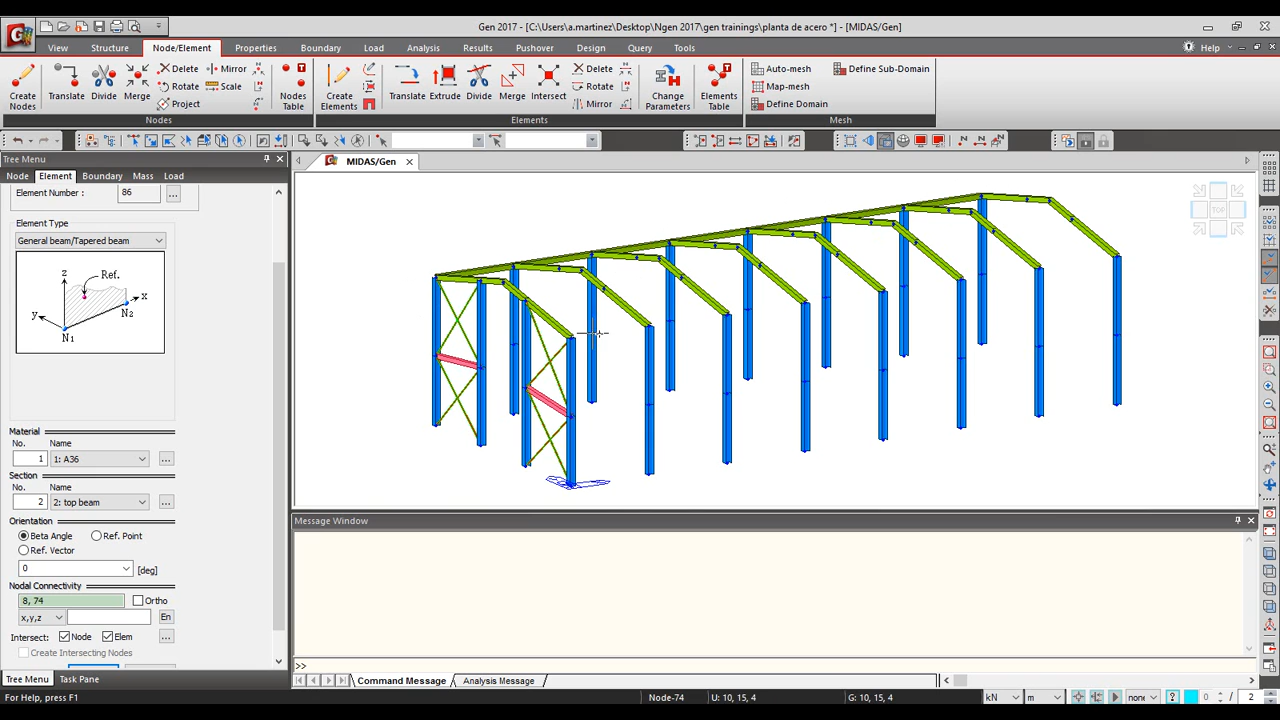 Gen 2017 - [C:\Users\a.martinez\Desktop\Ngen 2017\gen trainings\planta de acero *] - [MIDAS/Gen]
View Structure Node/Element Properties Boundary Load Analysis Results Pushover Design Query Tools Help
Create Nodes
Translate
Divide
Merge
Delete
Rotate
Project
Mirror
Scale
Nodes Table
Create Elements
Translate
Extrude
Divide
Merge
Intersect
Delete
Rotate
Mirror
Change Parameters
Elements Table
Auto-mesh
Map-mesh
Define Domain
Define Sub-Domain
Nodes Elements Mesh
Tree Menu
MIDAS/Gen
Node Element Boundary Mass Load
Element Number : 86 ...
Element Type
General beam/Tapered beam
z
Ref.
x
y
N2
N1
Material
No. Name
1 1: A36 ...
Section
No. Name
2 2: top beam ...
Orientation
Beta Angle Ref. Point
Ref. Vector
0 [deg]
Nodal Connectivity
8, 74 Ortho
x,y,z En
Intersect: Node Elem ...
Create Intersecting Nodes
TOP
Message Window
>>
Tree Menu Task Pane
Command Message Analysis Message
For Help, press F1 Node-74 U: 10, 15, 4 G: 10, 15, 4 kN m none 0 / 2